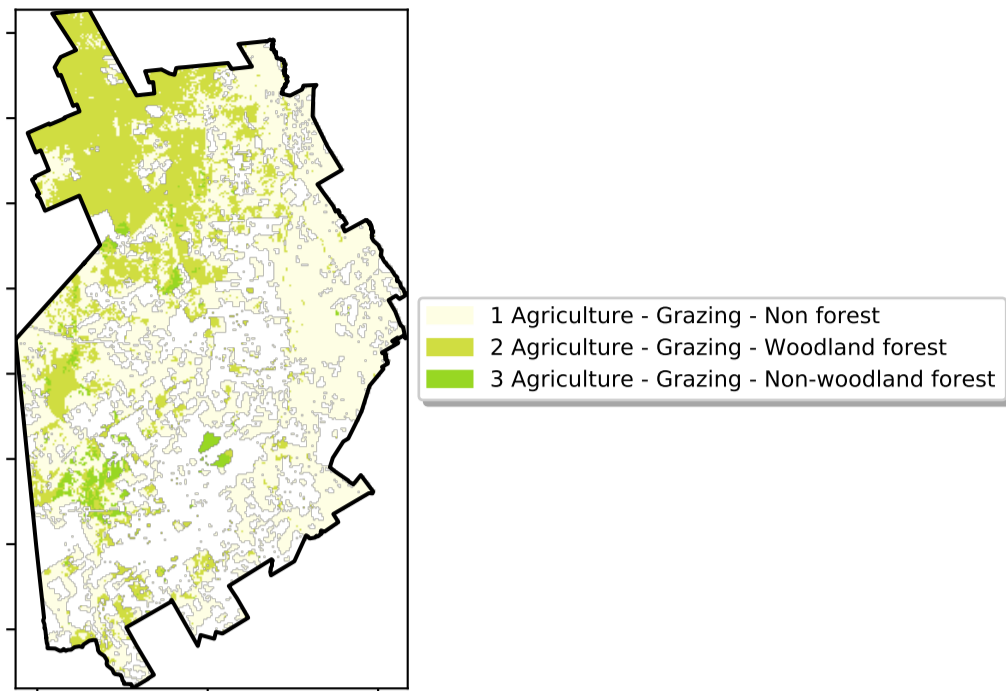 1 Agriculture - Grazing - Non forest
2 Agriculture - Grazing - Woodland forest
3 Agriculture - Grazing - Non-woodland forest